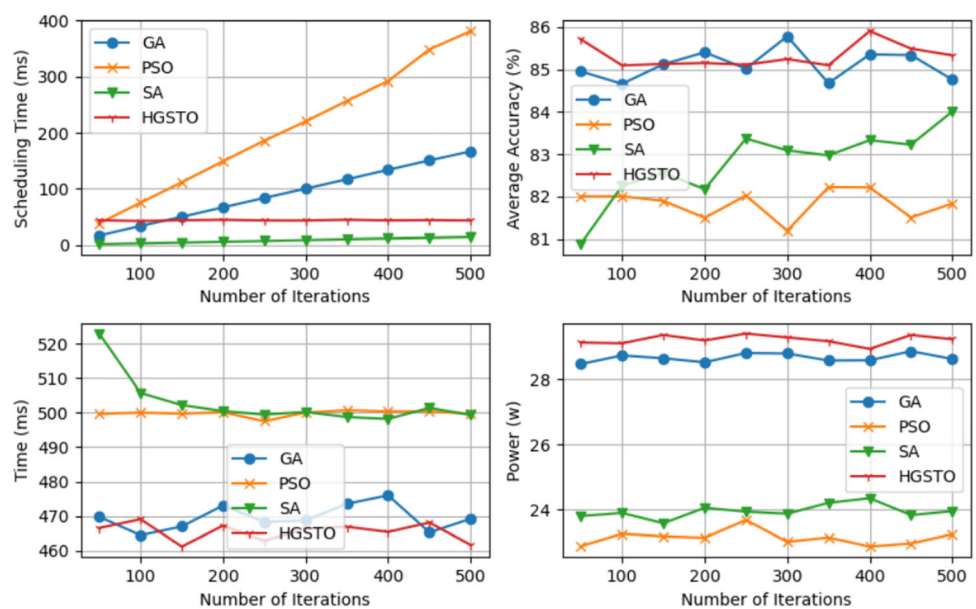 Scheduling Time (ms)
400
300
200
100
0
GA
PSO
SA
HGSTO
100
200
300
400
500
Number of Iterations
Average Accuracy (%)
86
85
84
83
82
81
GA
PSO
SA
HGSTO
100
200
300
400
500
Number of Iterations
Time (ms)
520
510
500
490
480
470
460
GA
PSO
SA
HGSTO
100
200
300
400
500
Number of Iterations
Power (w)
28
26
24
GA
PSO
SA
HGSTO
100
200
300
400
500
Number of Iterations